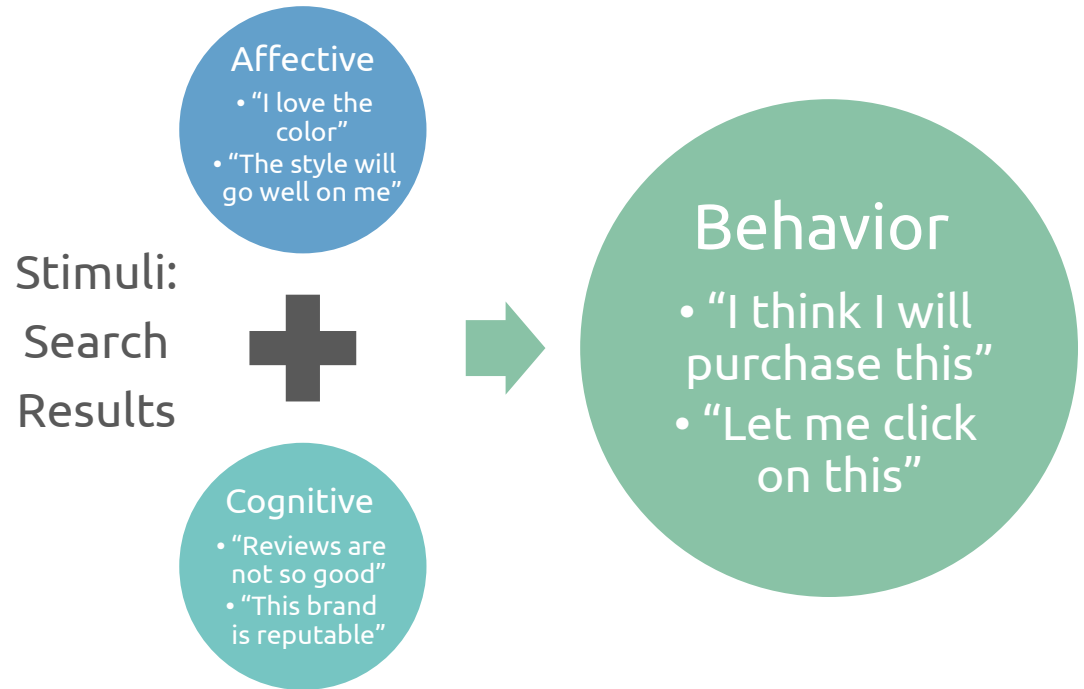 Stimuli:
Search
Results
Affective
• “I love the
color”
• “The style will
go well on me”
Cognitive
• “Reviews are
not so good”
• “This brand
is reputable”
Behavior
• “I think I will
purchase this”
• “Let me click
on this”